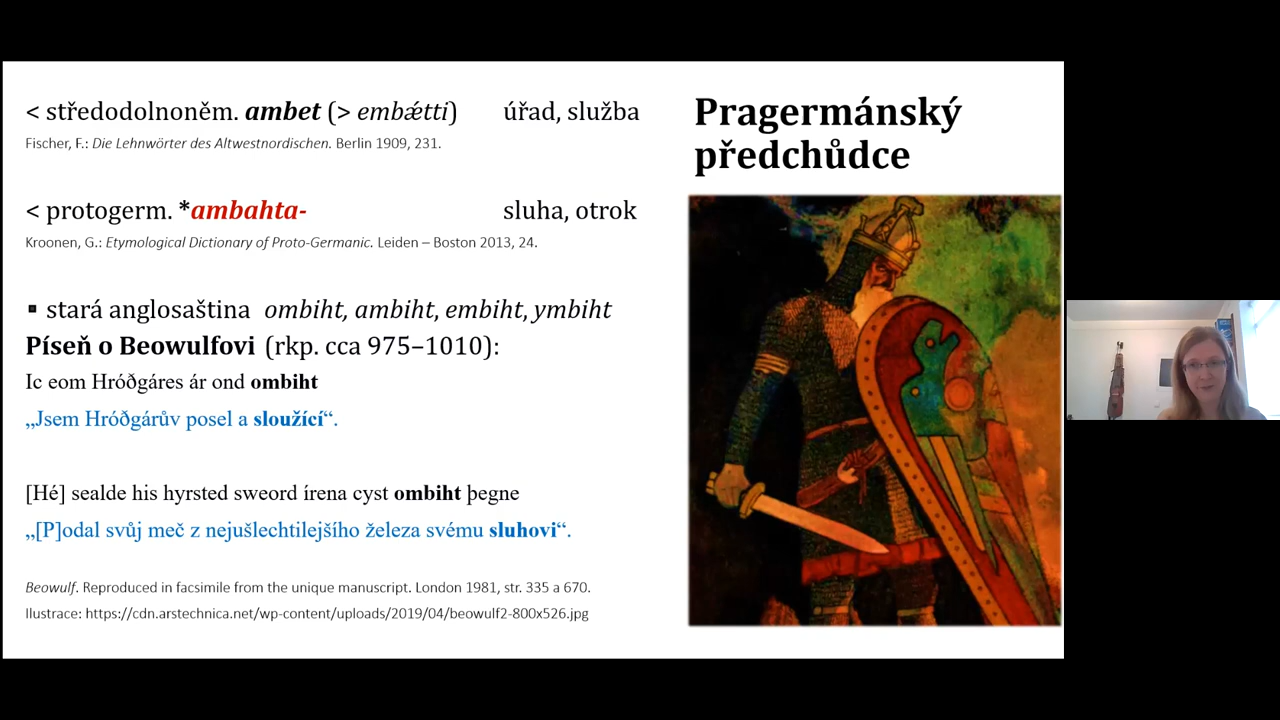 < středodolnoněm. ambet (> embǽtti) úřad, služba
Fischer, F.: Die Lehnwörter des Altwestnordischen. Berlin 1909, 231.
< protogerm. *ambahta- sluha, otrok
Kroonen, G.: Etymological Dictionary of Proto-Germanic. Leiden – Boston 2013, 24.
▪ stará anglosaština ombiht, ambiht, embiht, ymbiht
Píseň o Beowulfovi (rkp. cca 975–1010):
Ic eom Hróðgáres ár ond ombiht
„Jsem Hróðgárův posel a sloužící“.
[Hé] sealde his hyrsted sweord írena cyst ombiht þegne
„[P]odal svůj meč z nejušlechtilejšího železa svému sluhovi“.
Beowulf. Reproduced in facsimile from the unique manuscript. London 1981, str. 335 a 670.
Ilustrace: https://cdn.arstechnica.net/wp-content/uploads/2019/04/beowulf2-800x526.jpg
Pragermánský
předchůdce